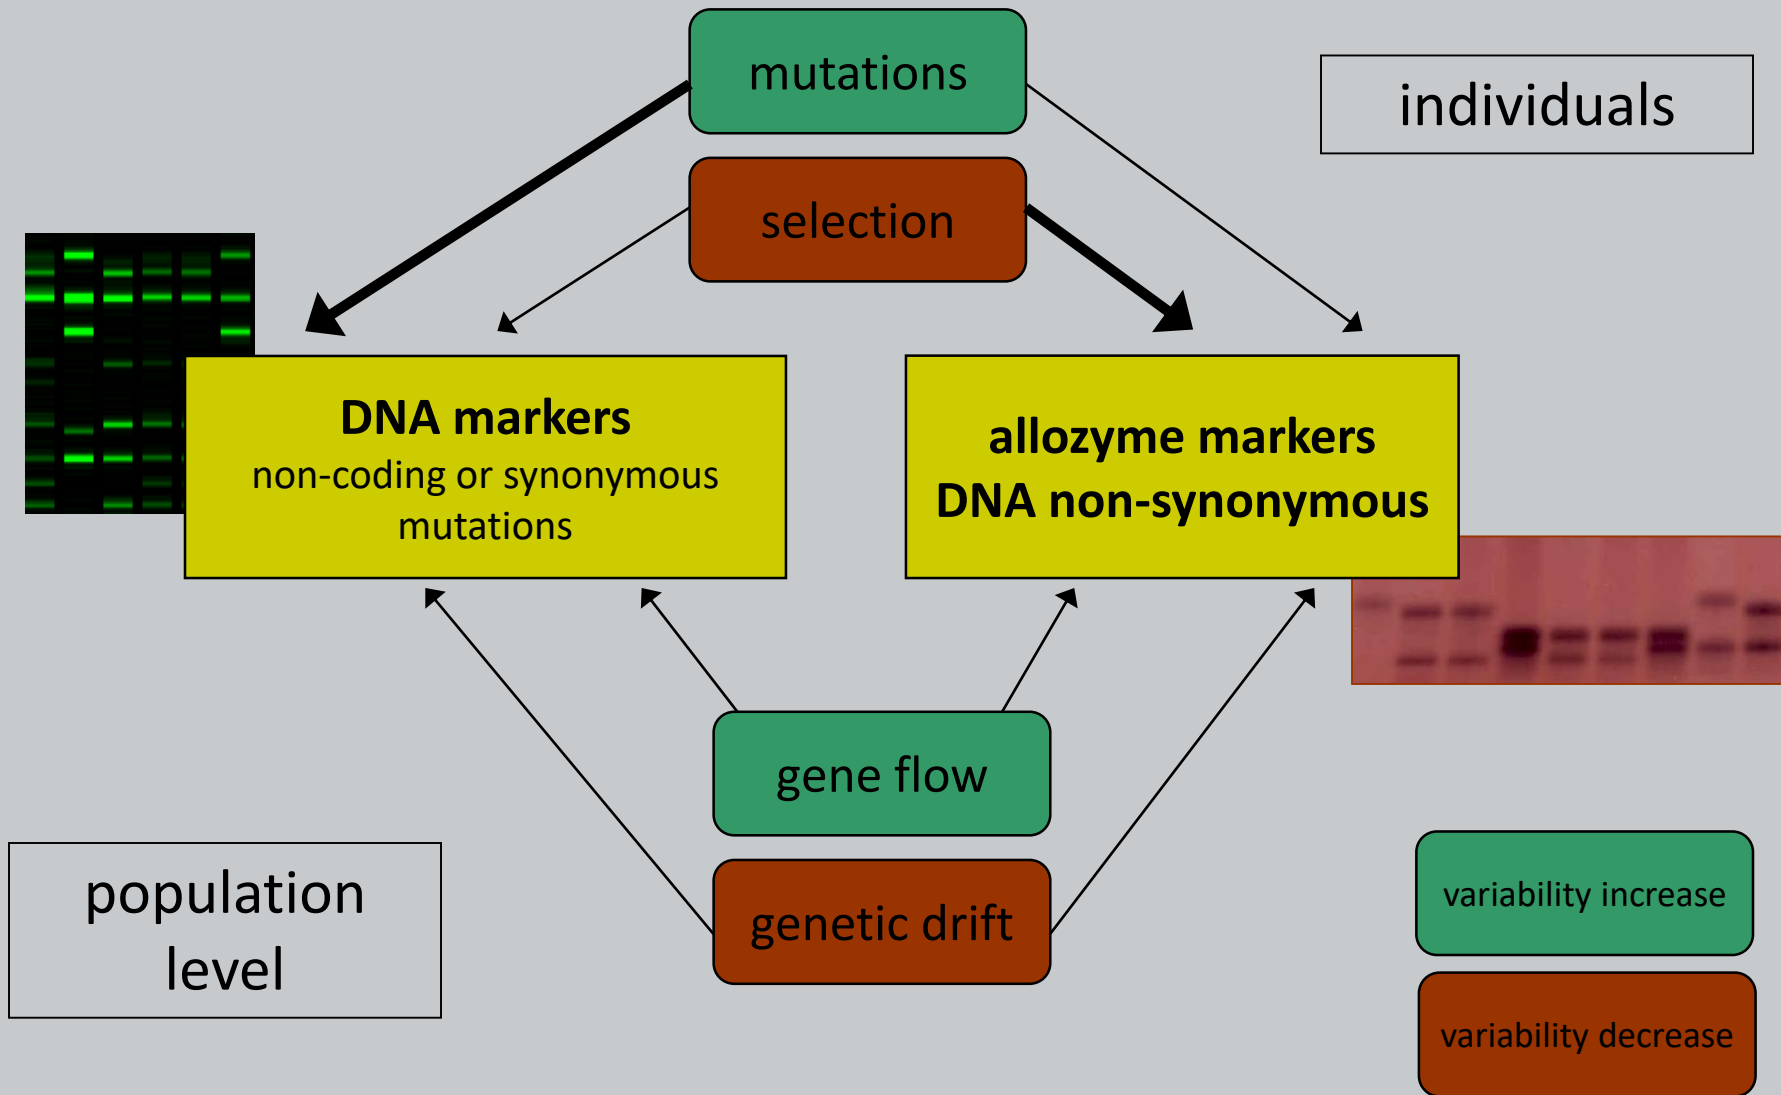 mutations
individuals
selection
DNA markers
non-coding or synonymous
mutations
allozyme markers
DNA non-synonymous
gene flow
population
level
genetic drift
variability increase
variability decrease